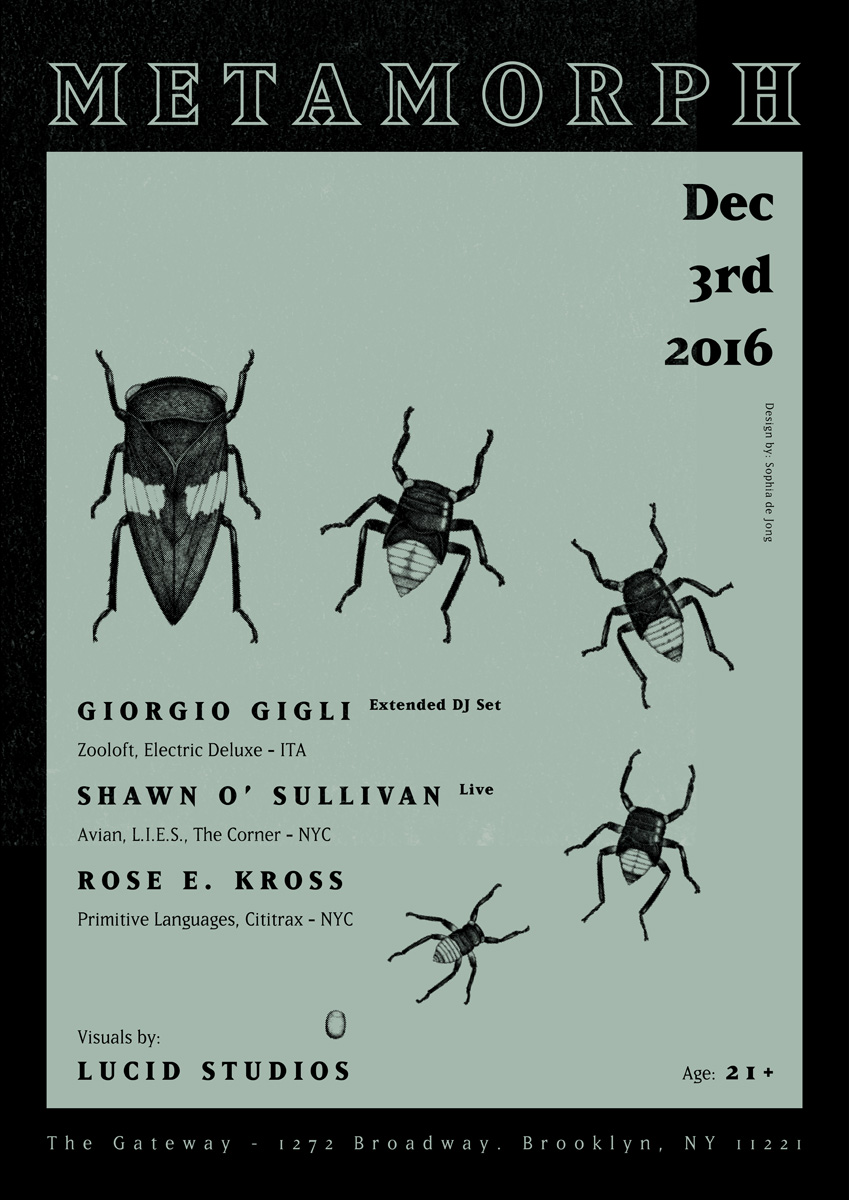 METAMORPH
Dec
3rd
2016
Design by: Sophia de Jong
GIORGIO GIGLI Extended DJ Set
Zooloft, Electric Deluxe - ITA
SHAWN O' SULLIVAN Live
Avian, L.I.E.S., The Corner - NYC
ROSE E. KROSS
Primitive Languages, Cititrax - NYC
Visuals by:
LUCID STUDIOS
Age: 21+
The Gateway - 1272 Broadway. Brooklyn, NY 11221